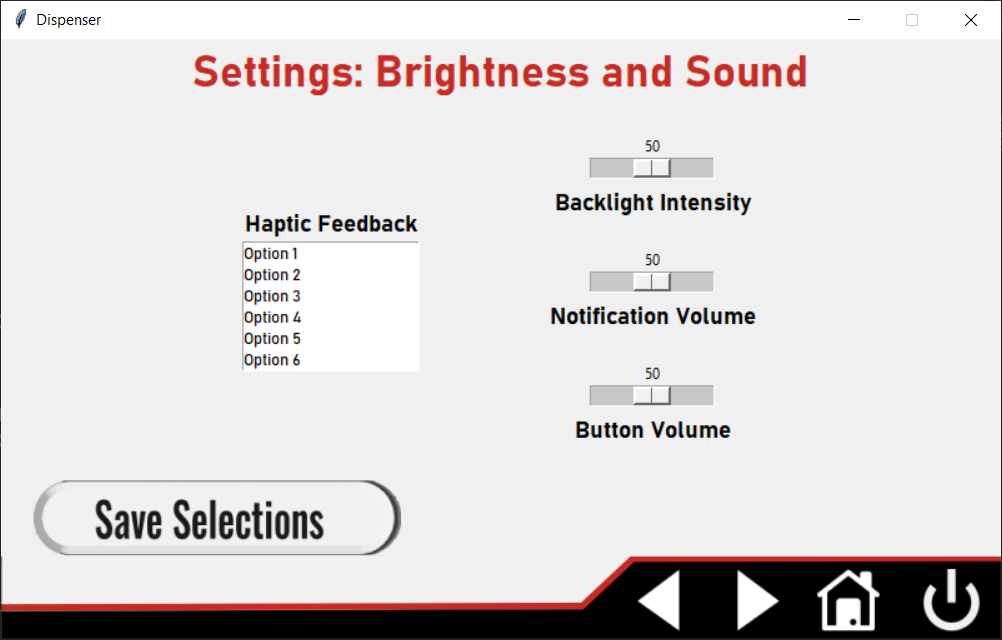 Dispenser
Settings: Brightness and Sound
Haptic Feedback
Option 1
Option 2
Option 3
Option 4
Option 5
Option 6
50
Backlight Intensity
50
Notification Volume
50
Button Volume
Save Selections